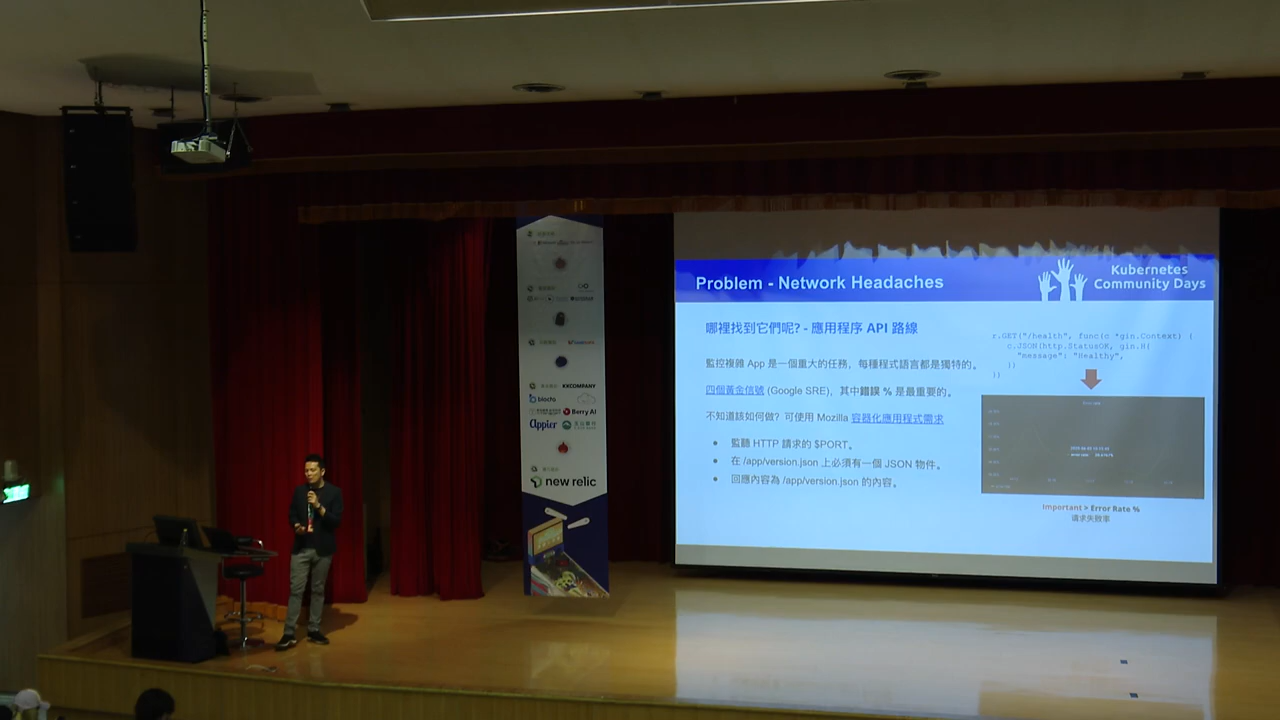 KKCOMPANY
biocto
Berry AI
Appier
new relic
Problem - Network Headaches
Kubernetes
Community Days
哪裡找到它們呢? - 應用程序 API 路線
監控複雜 App 是一個重大的任務，每種程式語言都是獨特的。
四個黃金信號 (Google SRE)，其中錯誤 % 是最重要的。
不知道該如何做? 可使用 Mozilla 容器化應用程式需求
• 監聽 HTTP 請求的 $PORT。
• 在 /app/version.json 上必須有一個 JSON 物件。
• 回應內容為 /app/version.json 的內容。
r.GET("/health", func(c *gin.Context) {
c.JSON(http.StatusOK, gin.H{
"message": "Healthy",
})
})
Important > Error Rate %
请求失败率